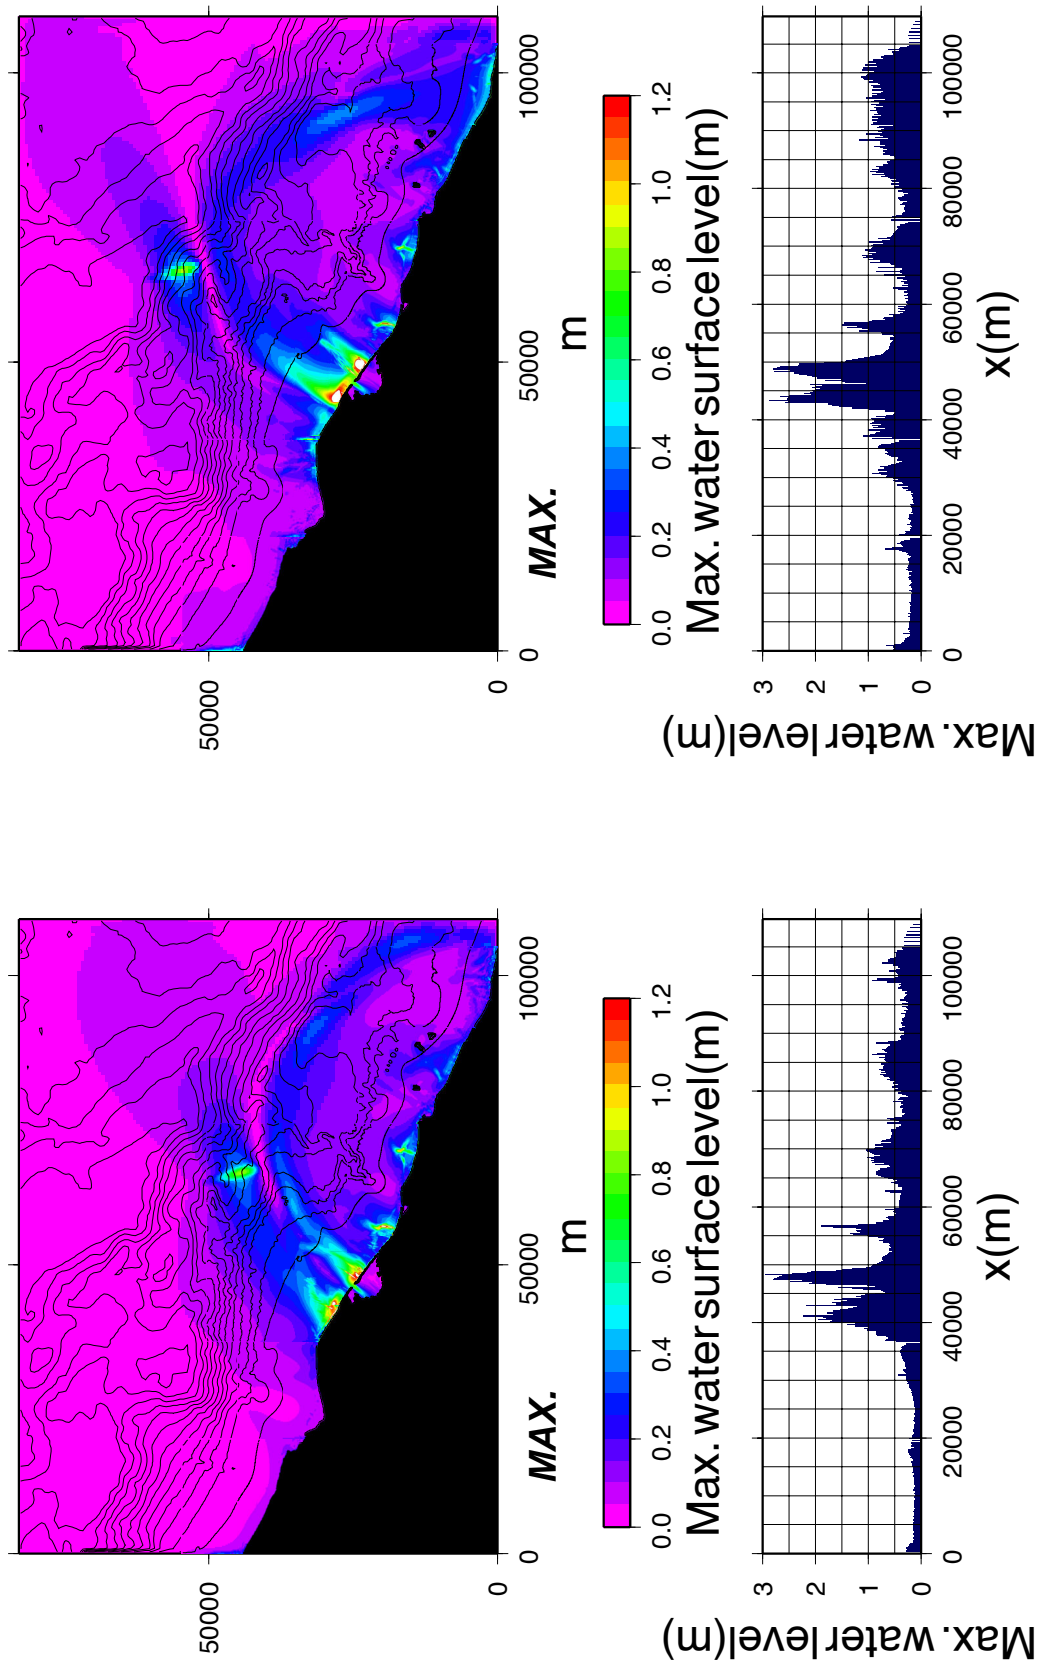 50000
0
0
50000
100000
m
MAX.
0.0 0.2 0.4 0.6 0.8 1.0 1.2
Max. water surface level(m)
Max. water level(m)
3
2
1
0
0 20000 40000 60000 80000 100000
x(m)
50000
0
0
50000
100000
m
MAX.
0.0 0.2 0.4 0.6 0.8 1.0 1.2
Max. water surface level(m)
Max. water level(m)
3
2
1
0
0 20000 40000 60000 80000 100000
x(m)